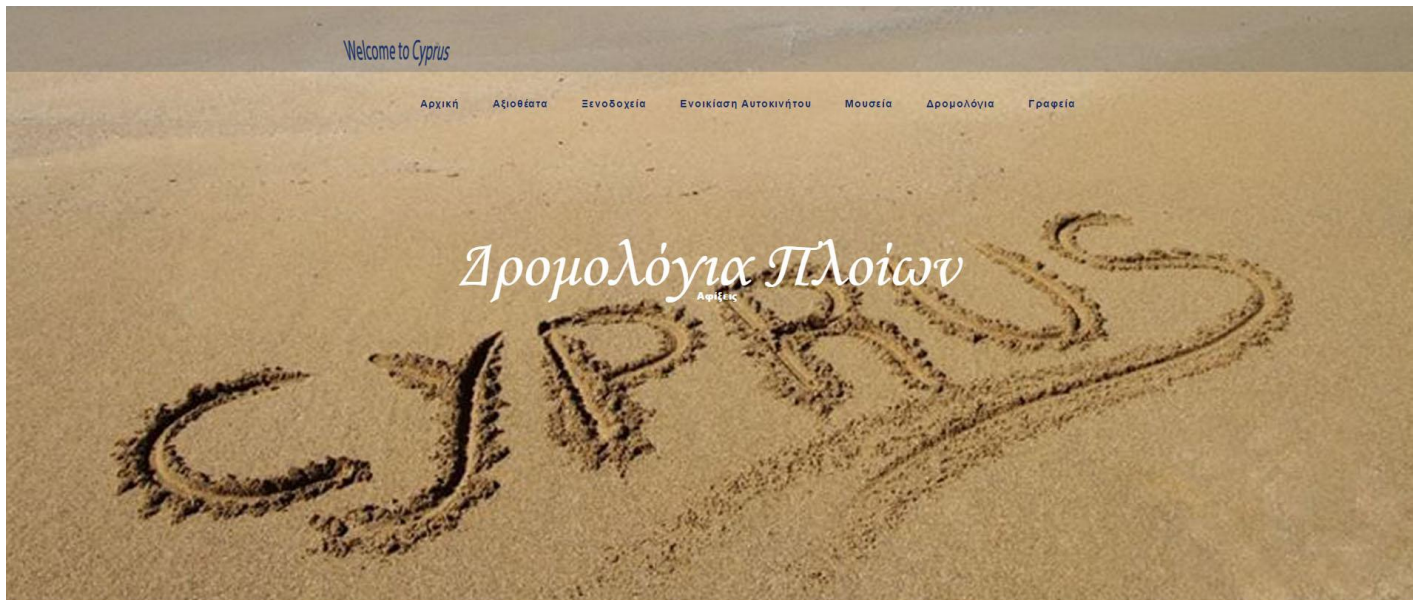 Welcome to Cyprus
Αρχική Αξιοθέατα Ξενοδοχεία Ενοικίαση Αυτοκινήτου Μουσεία Δρομολόγια Γραφεία
Δρομολόγια Πλοίων
Αφίξεις
CYPRUS